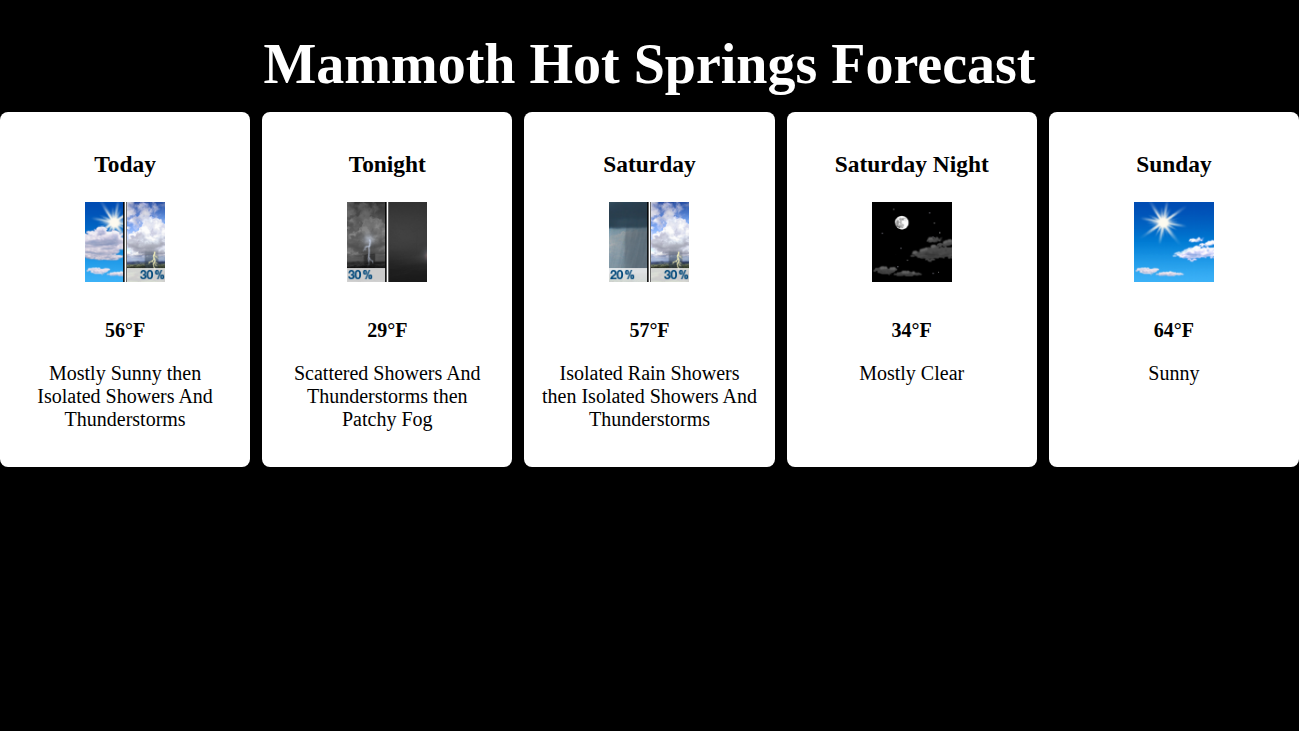 Mammoth Hot Springs Forecast
Today
30%
56°F
Mostly Sunny then
Isolated Showers And
Thunderstorms
Tonight
30%
29°F
Scattered Showers And
Thunderstorms then
Patchy Fog
Saturday
20% 30%
57°F
Isolated Rain Showers
then Isolated Showers And
Thunderstorms
Saturday Night
34°F
Mostly Clear
Sunday
64°F
Sunny